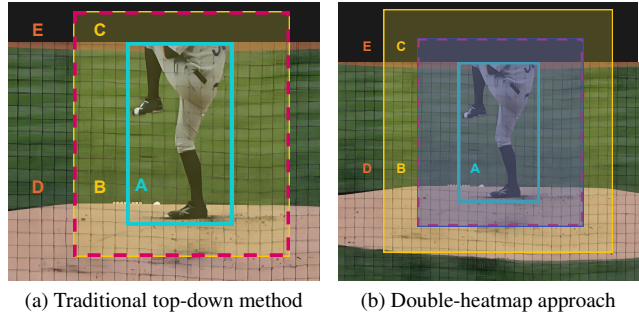 E C
D B A
E C
D B A
(a) Traditional top-down method
(b) Double-heatmap approach